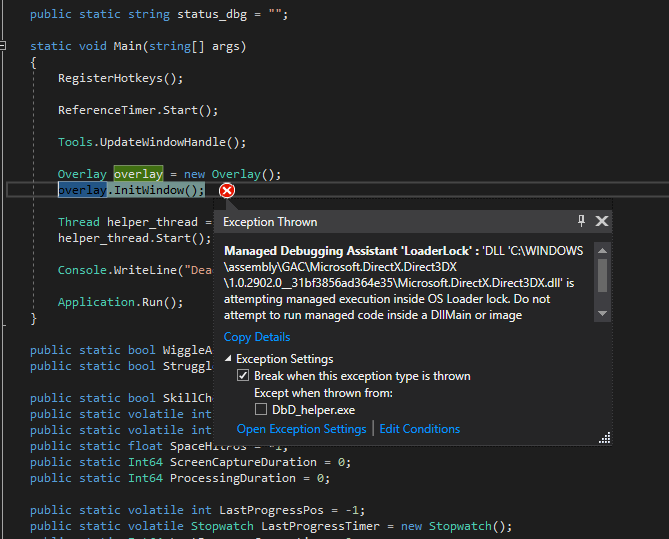 public static string status_dbg = "";
static void Main(string[] args)
{
RegisterHotkeys();
ReferenceTimer.Start();
Tools.UpdateWindowHandle();
Overlay overlay = new Overlay();
overlay.InitWindow();
Thread helper_thread =
helper_thread.Start();
Console.WriteLine("Dea
Application.Run();
}
Exception Thrown
Managed Debugging Assistant 'LoaderLock' : 'DLL 'C:\WINDOWS
\assembly\GAC\Microsoft.DirectX.Direct3DX
\1.0.2902.0__31bf3856ad364e35\Microsoft.DirectX.Direct3DX.dll' is
attempting managed execution inside OS Loader lock. Do not
attempt to run managed code inside a DllMain or image
Copy Details
Exception Settings
Break when this exception type is thrown
Except when thrown from:
DbD_helper.exe
Open Exception Settings | Edit Conditions
public static bool WiggleA
public static bool Struggle
public static bool SkillChe
public static volatile int
public static volatile int
public static float SpaceHitPos = -1;
public static Int64 ScreenCaptureDuration = 0;
public static Int64 ProcessingDuration = 0;
public static volatile int LastProgressPos = -1;
public static volatile Stopwatch LastProgressTimer = new Stopwatch();